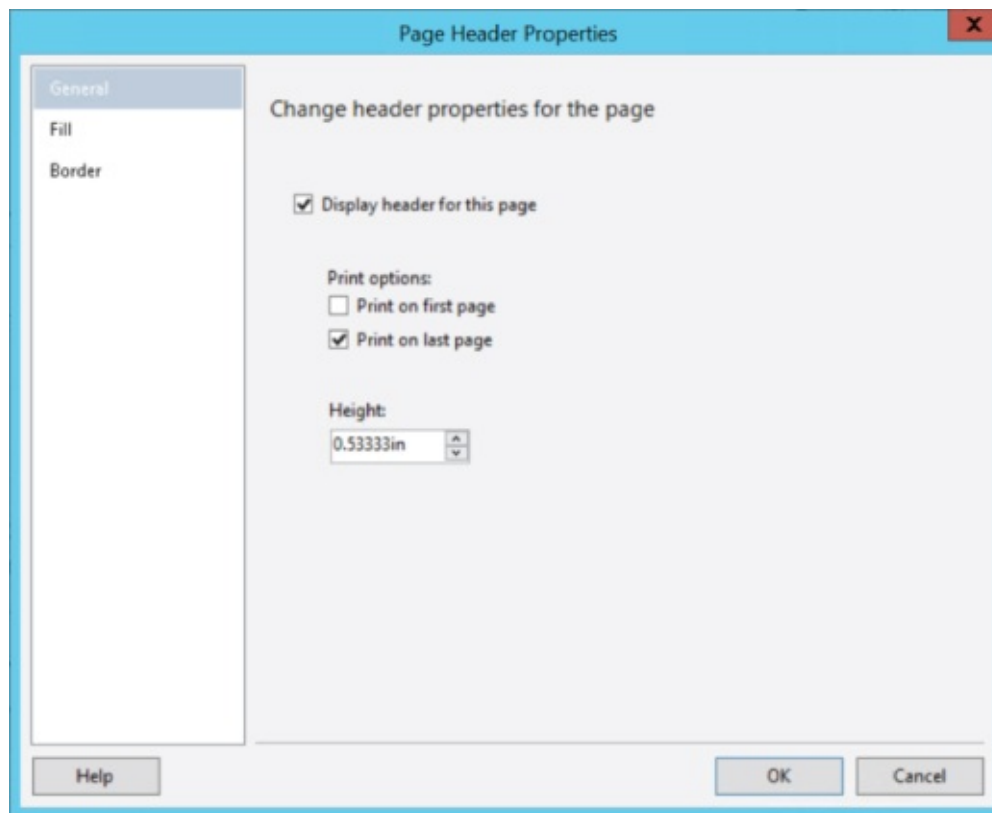 Page Header Properties
X
General
Fill
Border
Change header properties for the page
Display header for this page
Print options:
Print on first page
Print on last page
Height:
0.53333in
Help
OK
Cancel